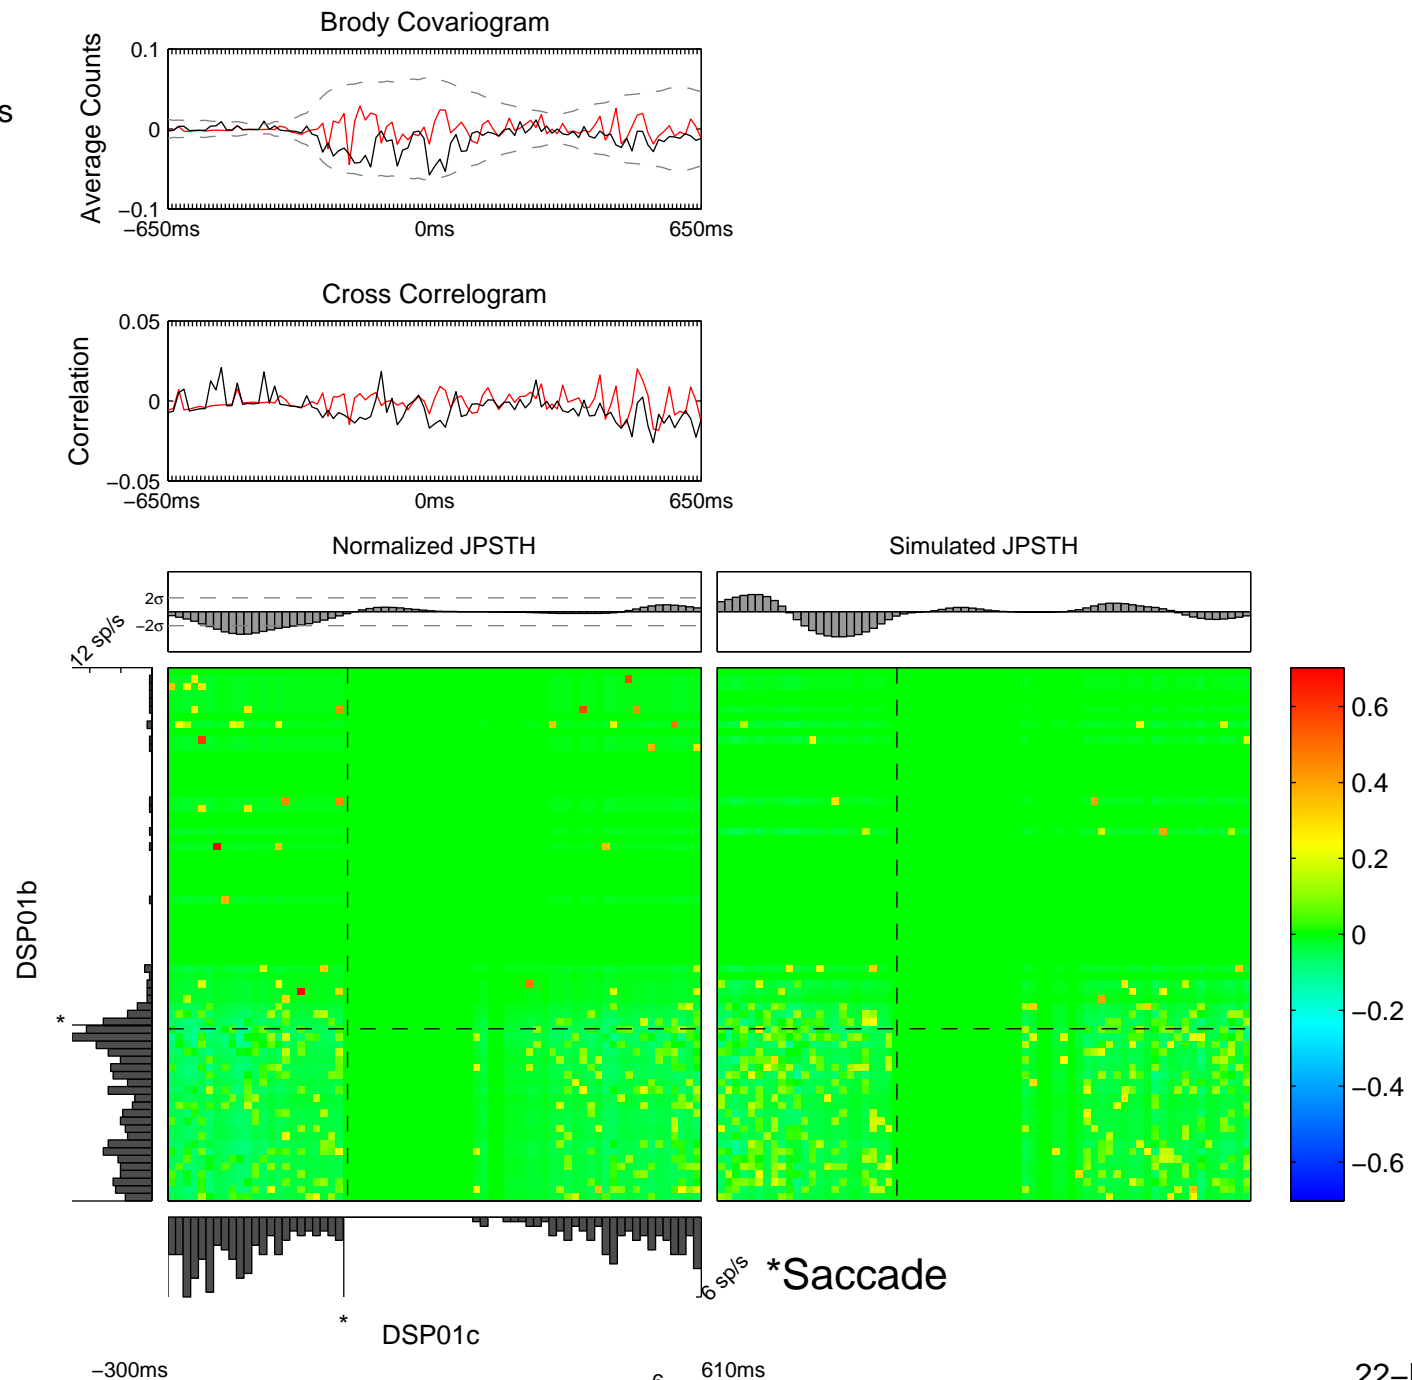 Brody Covariogram
Average Counts
s
0.1
0
−0.1
−650ms 0ms 650ms
Cross Correlogram
Correlation
0.05
0
−0.05
−650ms 0ms 650ms
Normalized JPSTH
Simulated JPSTH
2σ
−2σ
12 sp/s
DSP01b
*
0.6
0.4
0.2
0
−0.2
−0.4
−0.6
6 sp/s
*Saccade
*
DSP01c
−300ms
610ms